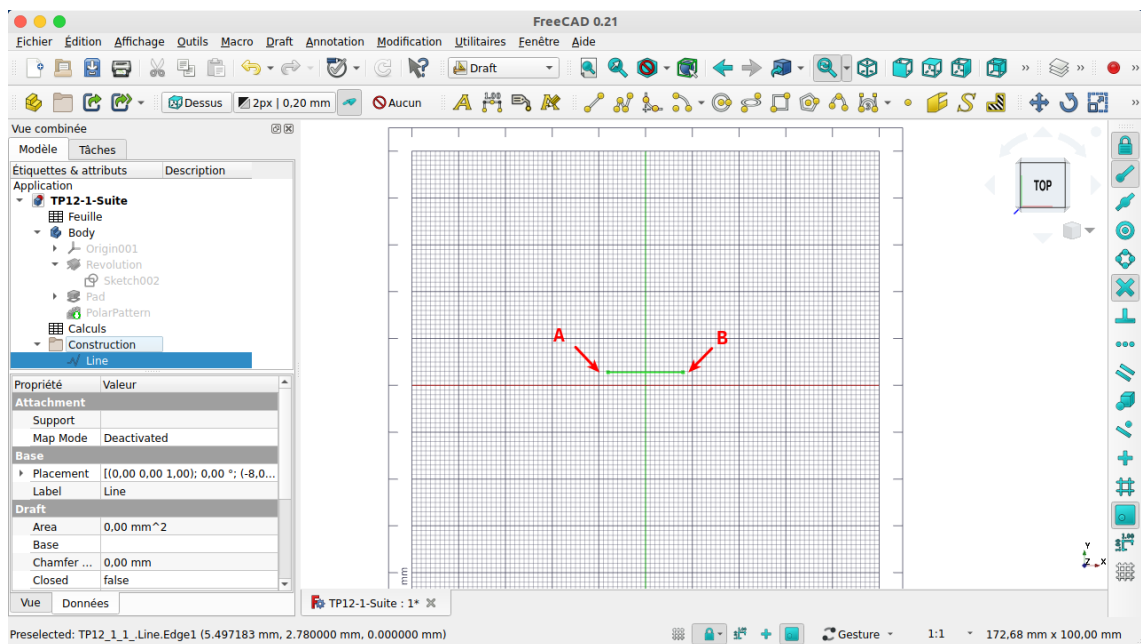 FreeCAD 0.21
Fichier Édition Affichage Outils Macro Draft Annotation Modification Utilitaires Fenêtre Aide
Draft
Dessus 2px | 0,20 mm Aucun
Vue combinée
Modèle Tâches
Étiquettes & attributs Description
Application
TP12-1-Suite
Feuille
Body
Origin001
Revolution
Sketch002
Pad
PolarPattern
Calculs
Construction
Line
Propriété Valeur
Attachment
Support
Map Mode Deactivated
Base
Placement [(0,00 0,00 1,00); 0,00 °; (-8,0...
Label Line
Draft
Area 0,00 mm^2
Base
Chamfer ... 0,00 mm
Closed false
Vue Données
A
B
mm
TOP
Y
Z X
TP12-1-Suite : 1*
Preselected: TP12_1_1_.Line.Edge1 (5.497183 mm, 2.780000 mm, 0.000000 mm)
Gesture 1:1 172,68 mm x 100,00 mm